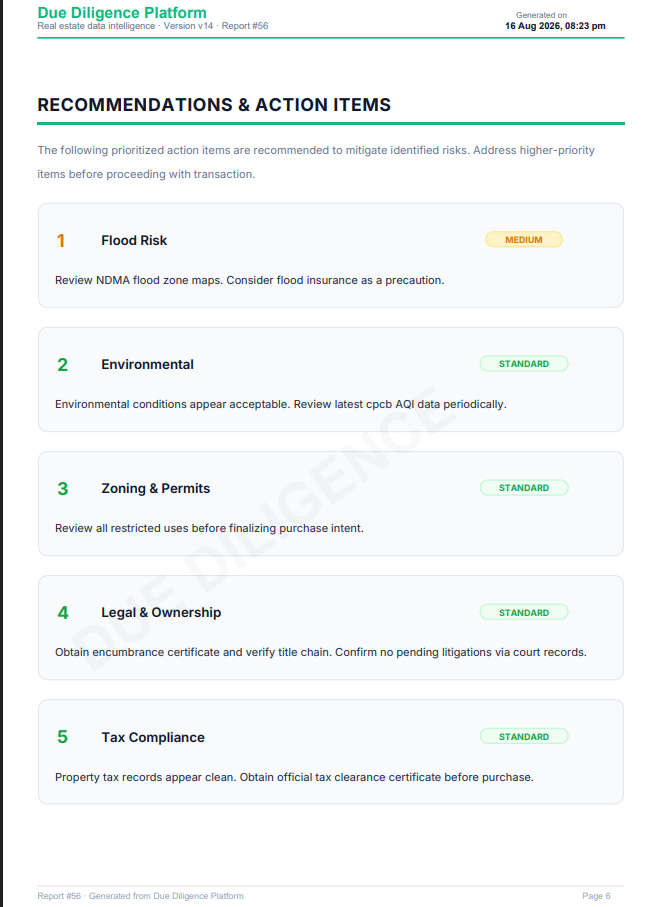 Due Diligence Platform
Real estate data intelligence · Version v14 · Report #56
Generated on
16 Aug 2026, 08:23 pm
RECOMMENDATIONS & ACTION ITEMS
The following prioritized action items are recommended to mitigate identified risks. Address higher-priority
items before proceeding with transaction.
1 Flood Risk MEDIUM
Review NDMA flood zone maps. Consider flood insurance as a precaution.
2 Environmental STANDARD
Environmental conditions appear acceptable. Review latest cpcb AQI data periodically.
3 Zoning & Permits STANDARD
Review all restricted uses before finalizing purchase intent.
4 Legal & Ownership STANDARD
Obtain encumbrance certificate and verify title chain. Confirm no pending litigations via court records.
5 Tax Compliance STANDARD
Property tax records appear clean. Obtain official tax clearance certificate before purchase.
DUE DILIGENCE
Report #56 · Generated from Due Diligence Platform
Page 6